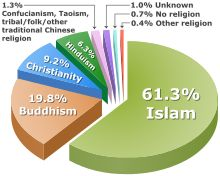 1.3%
Confucianism, Taoism,
tribal/folk/other
traditional Chinese
religion
1.0% Unknown
0.7% No religion
0.4% Other religion
6.3%
Hinduism
9.2%
Christianity
19.8%
Buddhism
61.3%
Islam